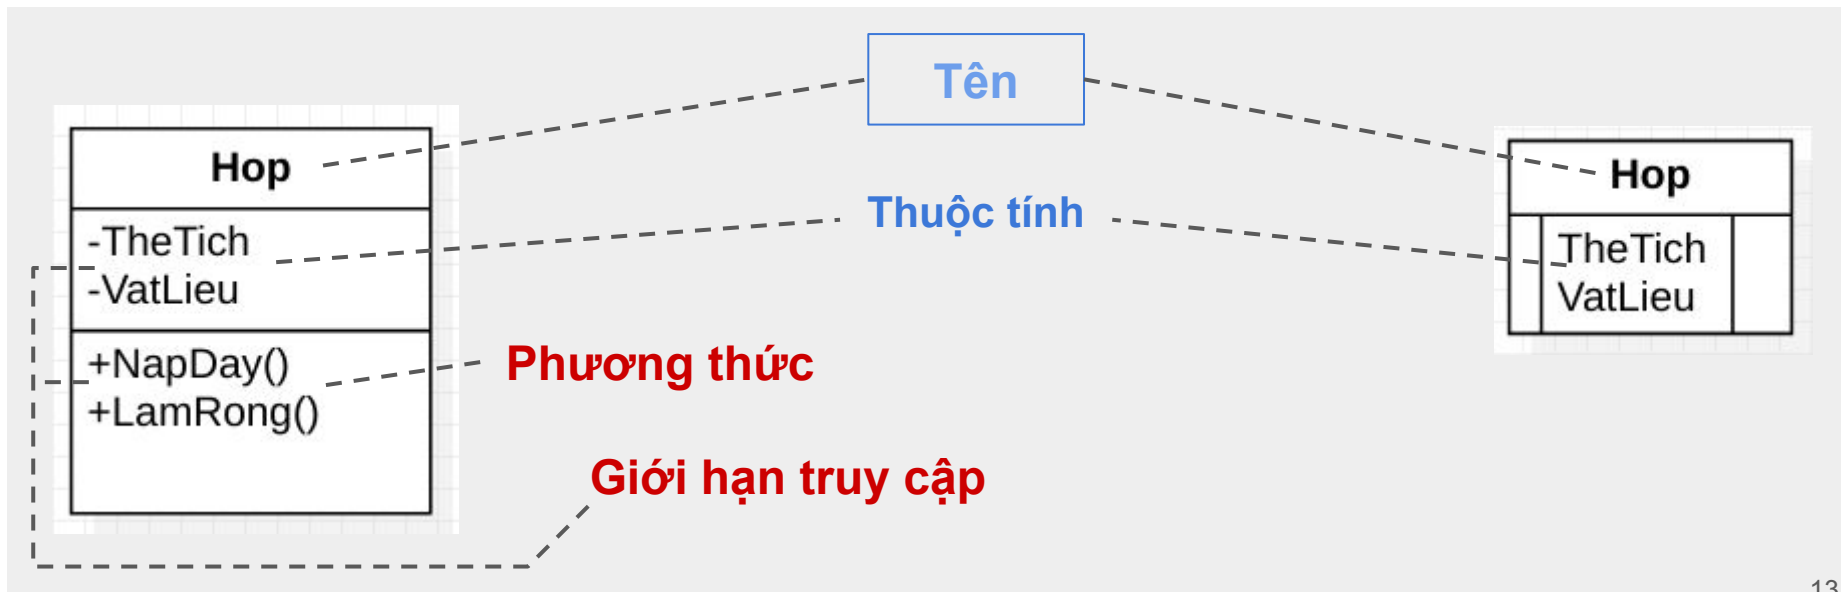 Tên
Hop
-TheTich
-VatLieu
+NapDay()
+LamRong()
Thuộc tính
Phương thức
Giới hạn truy cập
Hop
TheTich
VatLieu
13